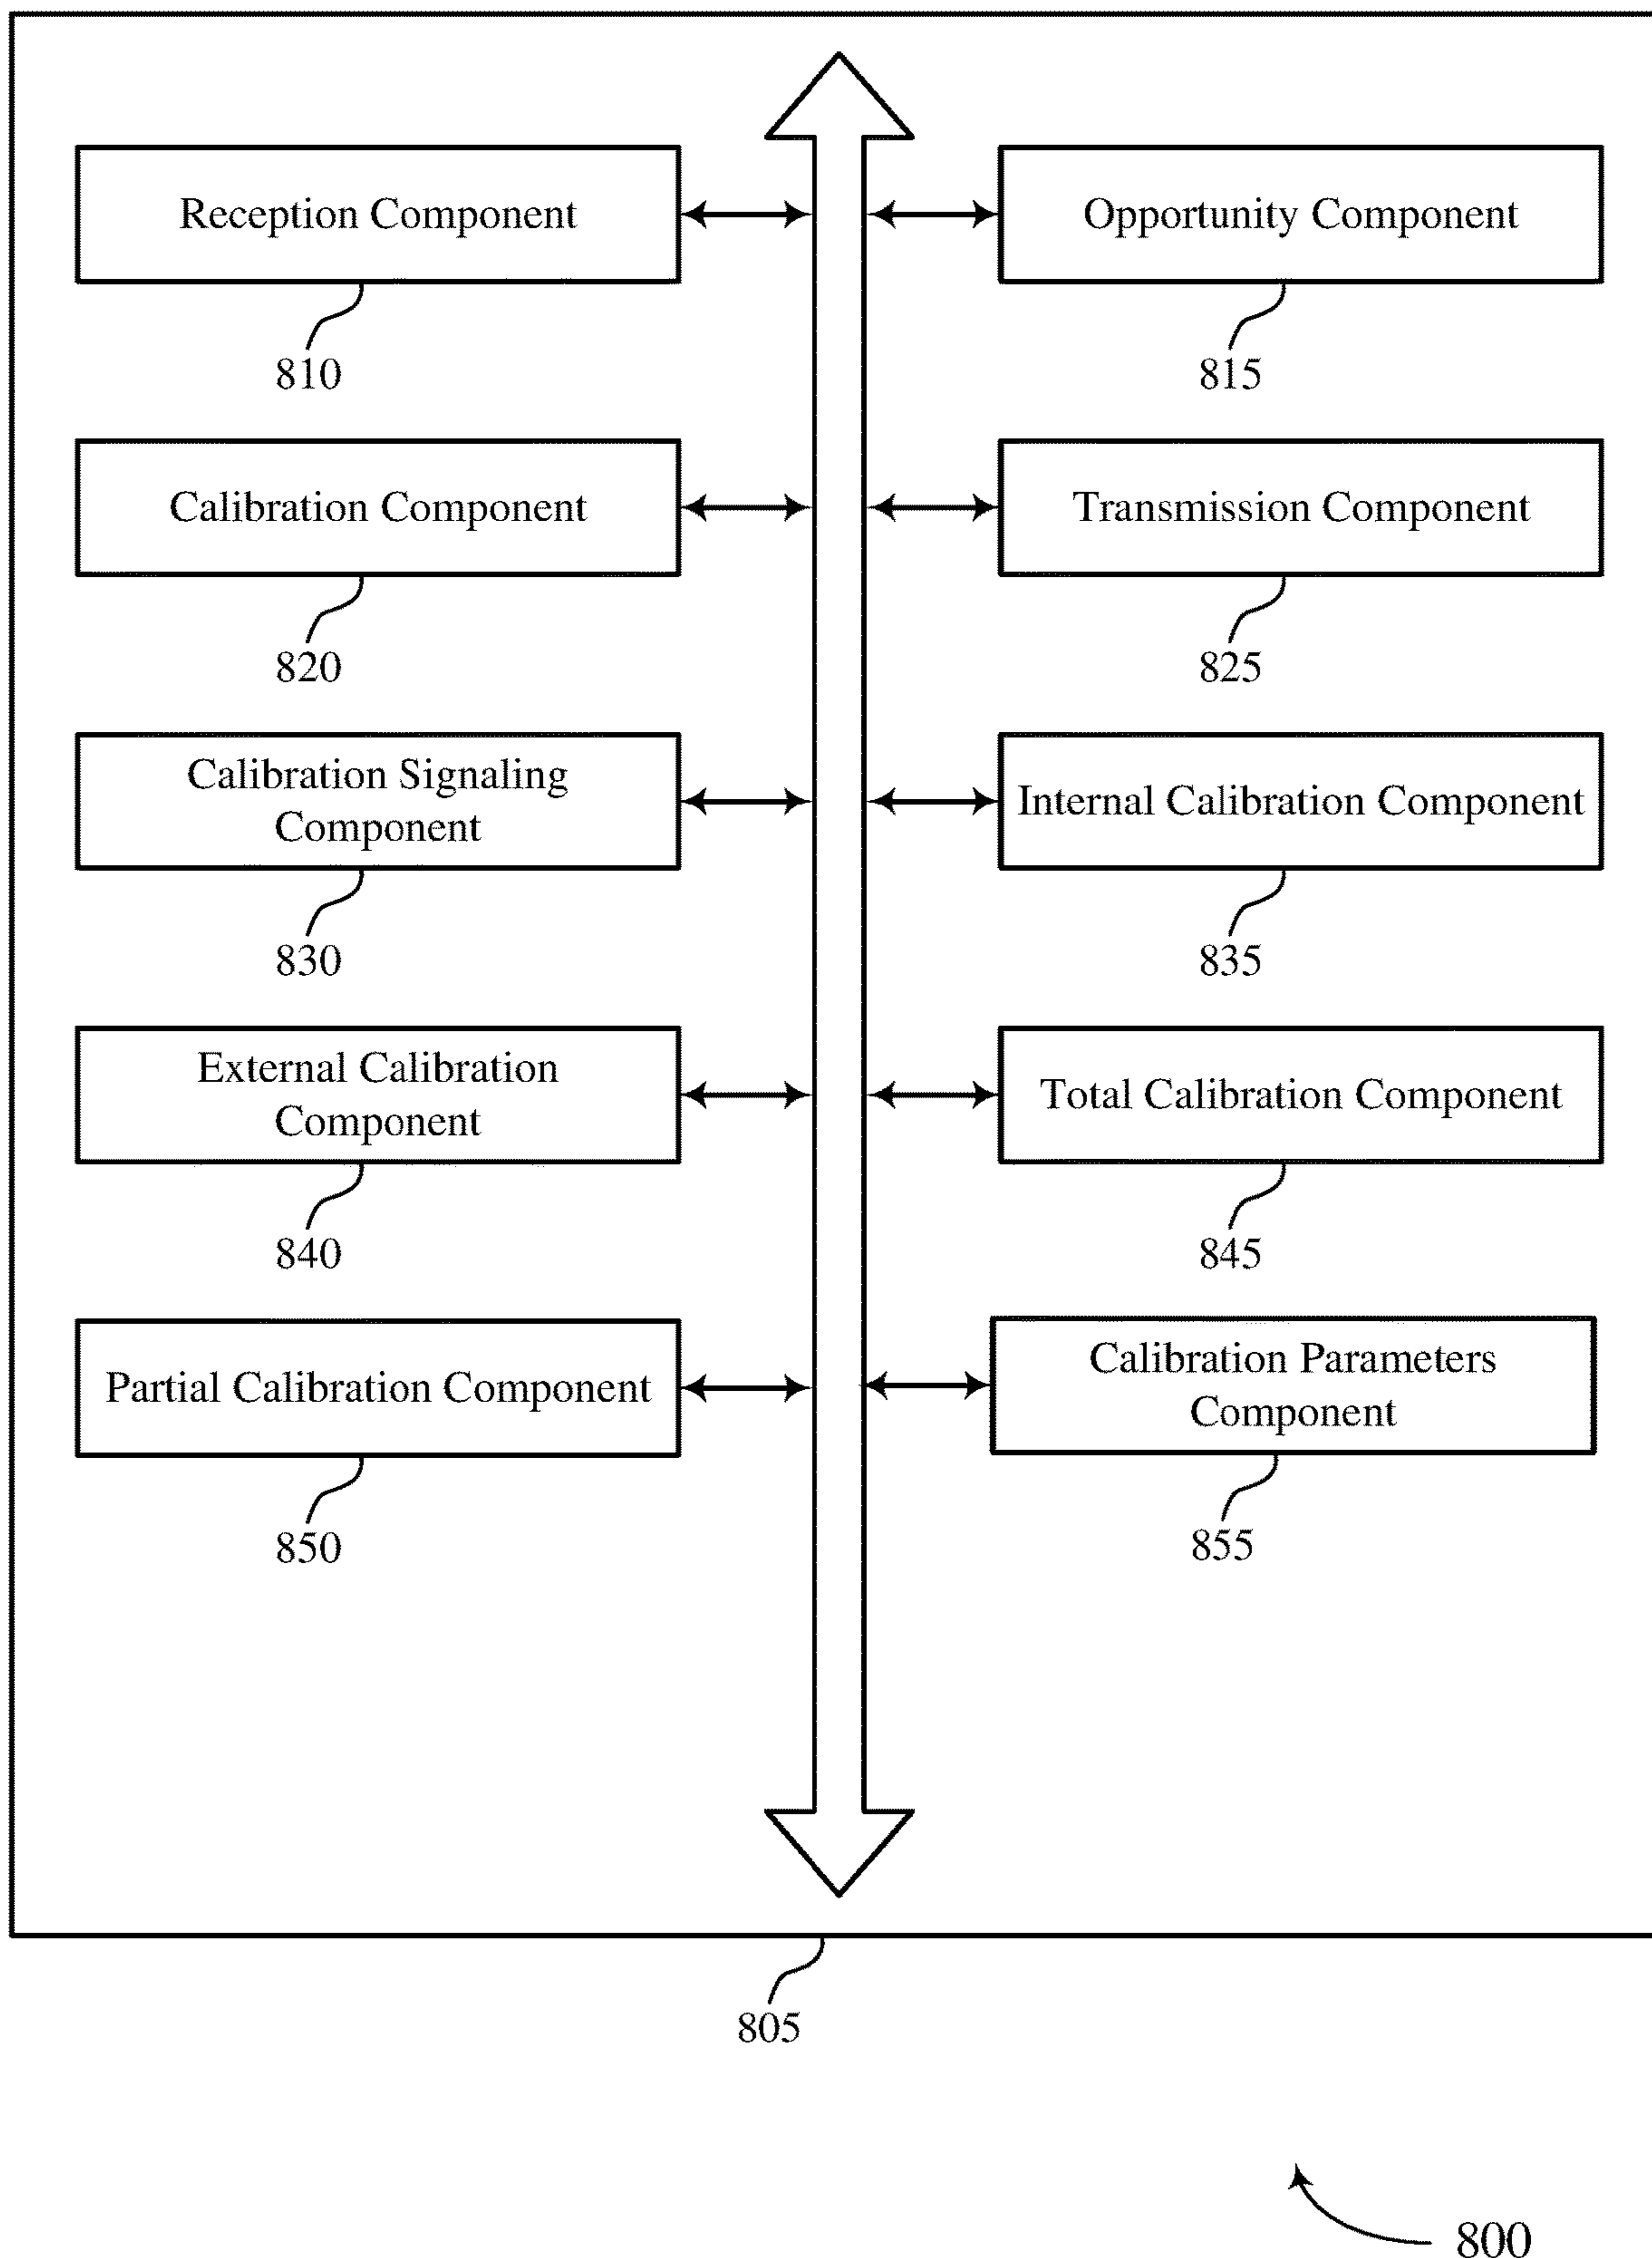 Reception Component
810
Opportunity Component
815
Calibration Component
820
Transmission Component
825
Calibration Signaling
Component
830
Internal Calibration Component
835
External Calibration
Component
840
Total Calibration Component
845
Partial Calibration Component
850
Calibration Parameters
Component
855
805
800